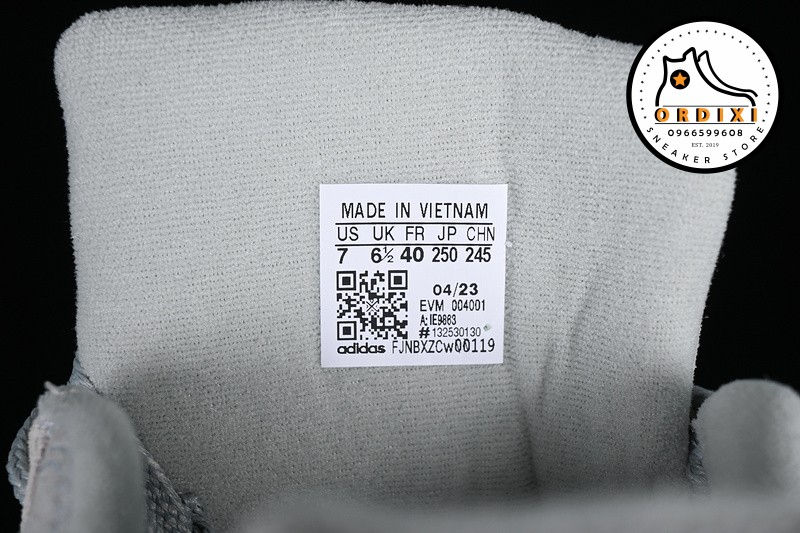 ORDIXI
0966599608
EST. 2019
SNEAKER STORE
MADE IN VIETNAM
US UK FR JP CHN
7 6½ 40 250 245
04/23
EVM 004001
A:IE9863
#132530130
adidas FJNBXZCW00119